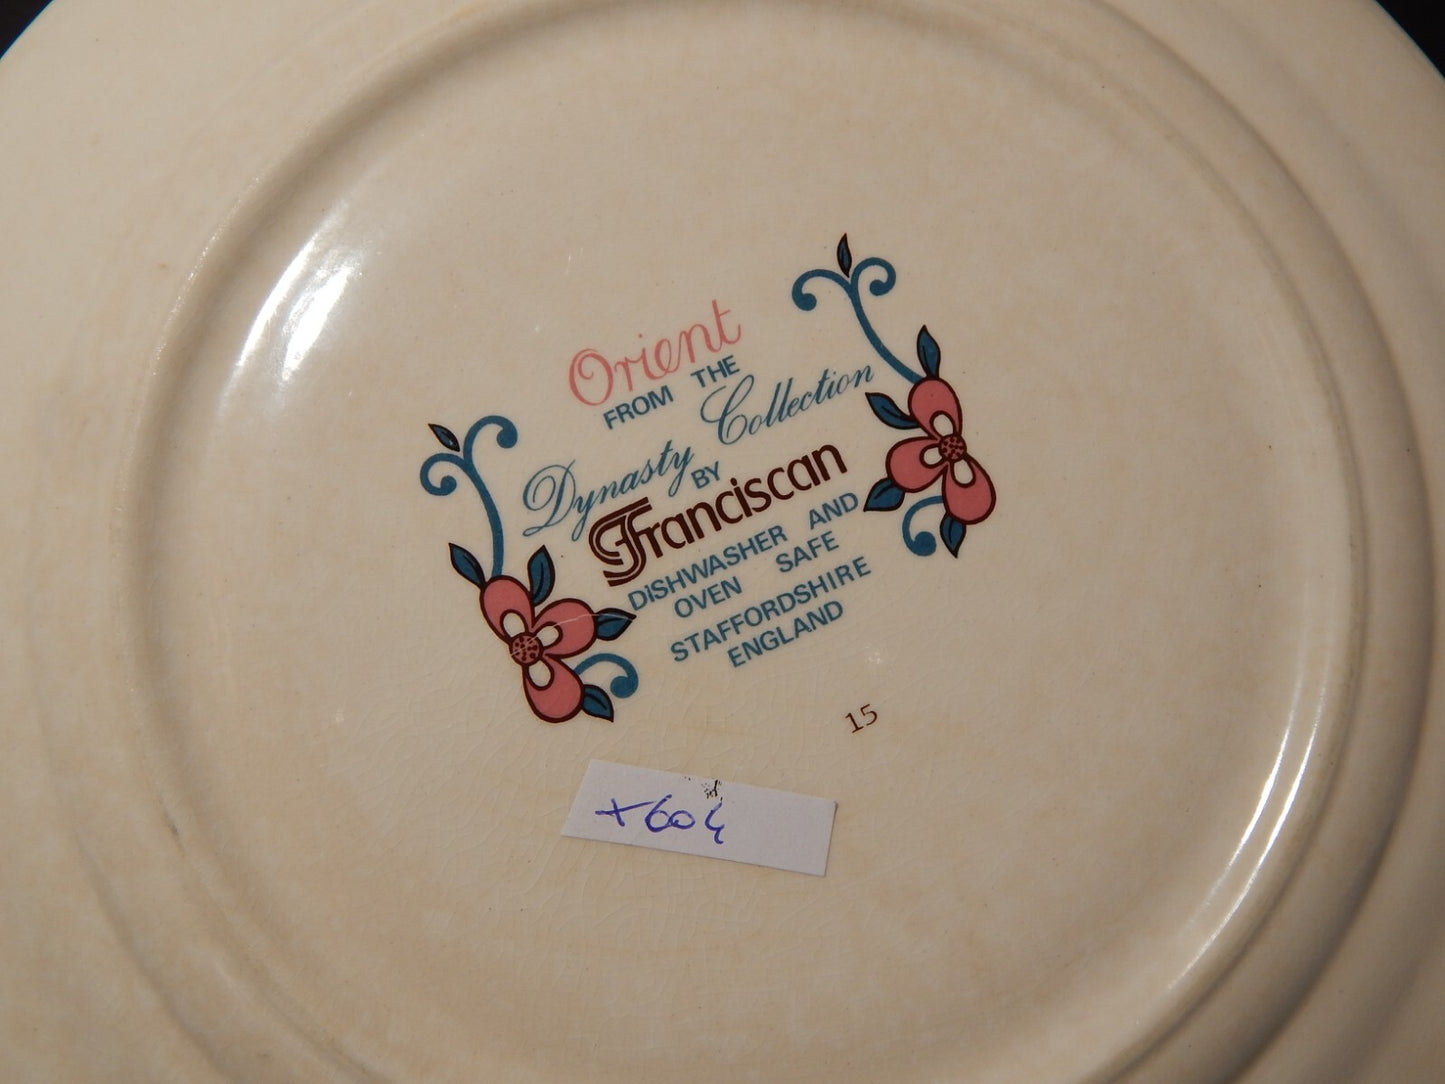 Orient
FROM THE
Dynasty Collection
BY
Franciscan
DISHWASHER AND
OVEN SAFE
STAFFORDSHIRE
ENGLAND
15
+604